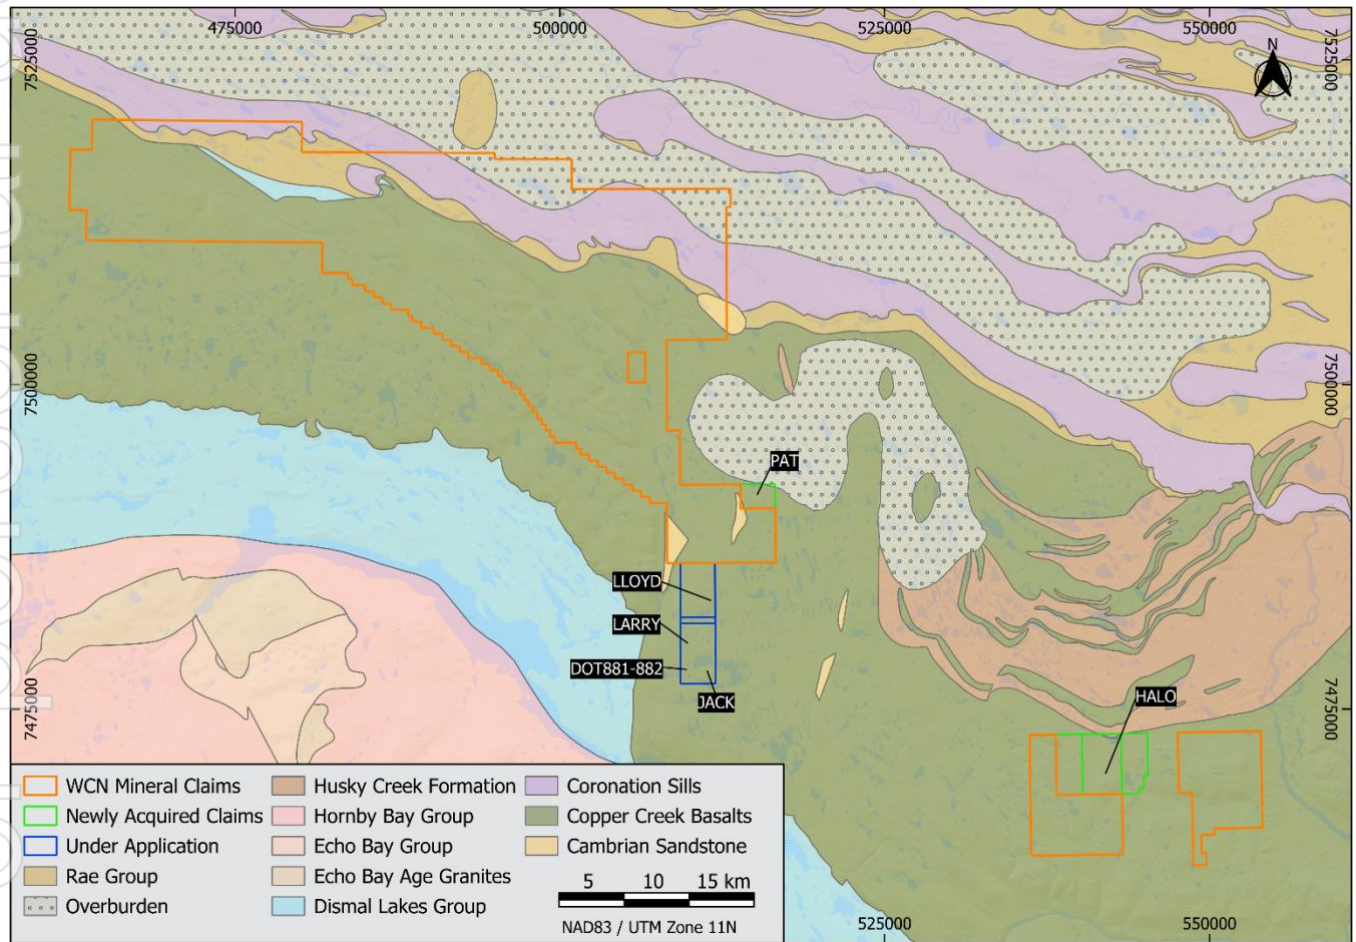 475000
500000
525000
550000
7525000
7525000
N
7500000
7500000
PAT
LLOYD
LARRY
DOT881-882
JACK
7475000
7475000
HALO
WCN Mineral Claims
Newly Acquired Claims
Under Application
Rae Group
Overburden
Husky Creek Formation
Hornby Bay Group
Echo Bay Group
Echo Bay Age Granites
Dismal Lakes Group
Coronation Sills
Copper Creek Basalts
Cambrian Sandstone
5 10 15 km
NAD83 / UTM Zone 11N
525000
550000